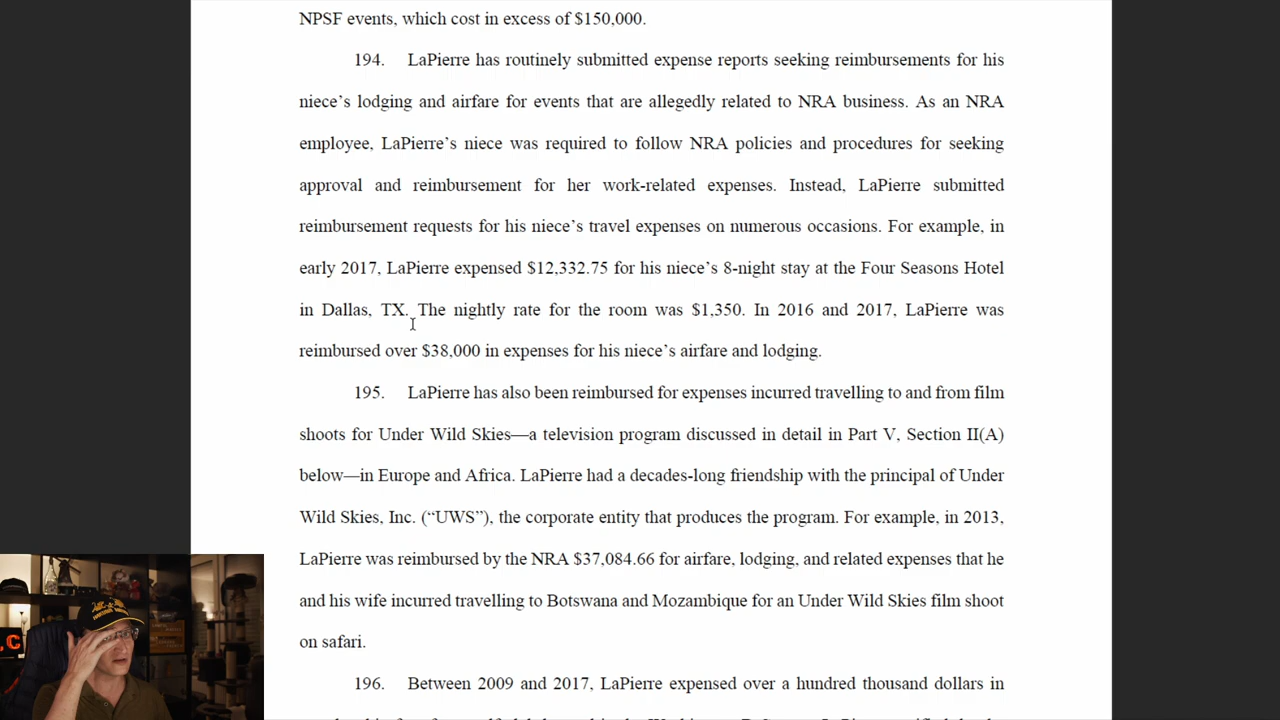 NPSF events, which cost in excess of $150,000.
194. LaPierre has routinely submitted expense reports seeking reimbursements for his
niece’s lodging and airfare for events that are allegedly related to NRA business. As an NRA
employee, LaPierre’s niece was required to follow NRA policies and procedures for seeking
approval and reimbursement for her work-related expenses. Instead, LaPierre submitted
reimbursement requests for his niece’s travel expenses on numerous occasions. For example, in
early 2017, LaPierre expensed $12,332.75 for his niece’s 8-night stay at the Four Seasons Hotel
in Dallas, TX. The nightly rate for the room was $1,350. In 2016 and 2017, LaPierre was
reimbursed over $38,000 in expenses for his niece’s airfare and lodging.
195. LaPierre has also been reimbursed for expenses incurred travelling to and from film
shoots for Under Wild Skies—a television program discussed in detail in Part V, Section II(A)
below—in Europe and Africa. LaPierre had a decades-long friendship with the principal of Under
Wild Skies, Inc. (“UWS”), the corporate entity that produces the program. For example, in 2013,
LaPierre was reimbursed by the NRA $37,084.66 for airfare, lodging, and related expenses that he
and his wife incurred travelling to Botswana and Mozambique for an Under Wild Skies film shoot
on safari.
196. Between 2009 and 2017, LaPierre expensed over a hundred thousand dollars in